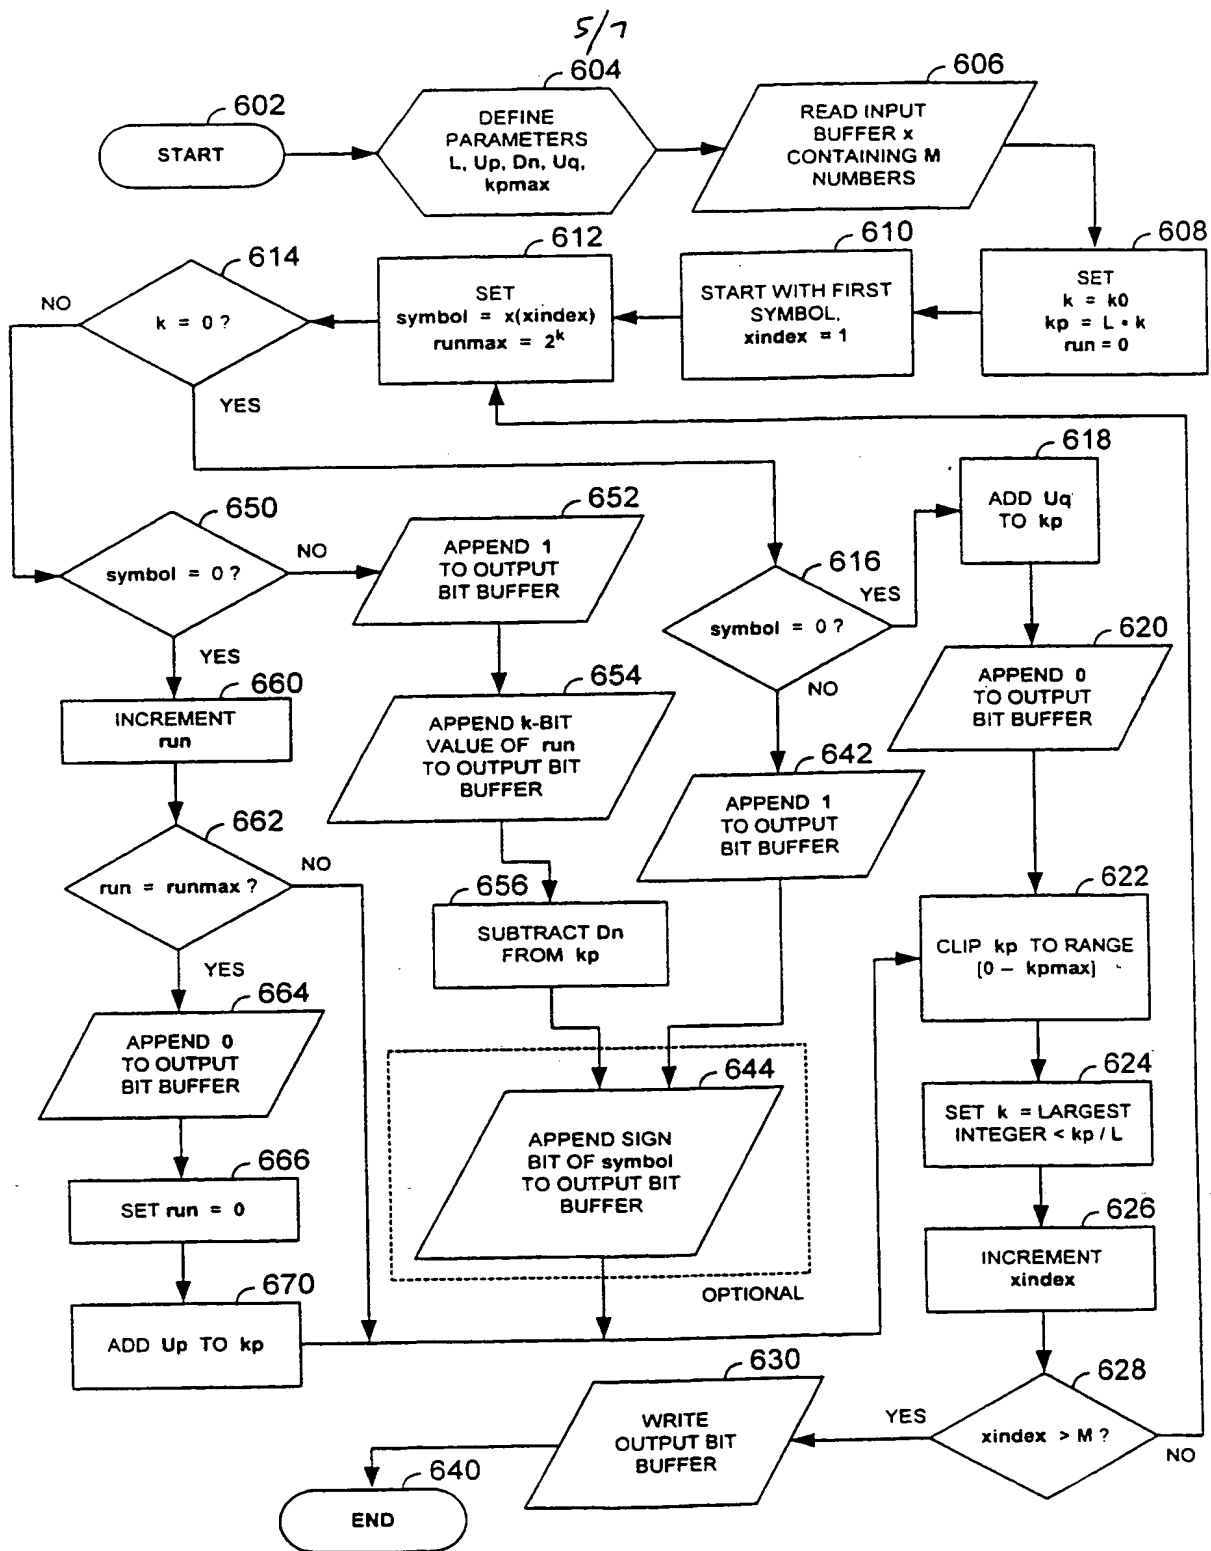 5/7
602
START
604
DEFINE
PARAMETERS
L, Up, Dn, Uq,
kpmax
606
READ INPUT
BUFFER x
CONTAINING M
NUMBERS
608
SET
k = k0
kp = L • k
run = 0
610
START WITH FIRST
SYMBOL,
xindex = 1
612
SET
symbol = x(xindex)
runmax = 2^k
614
k = 0 ?
NO
YES
616
symbol = 0 ?
YES
NO
618
ADD Uq
TO kp
620
APPEND 0
TO OUTPUT
BIT BUFFER
650
symbol = 0 ?
NO
YES
652
APPEND 1
TO OUTPUT
BIT BUFFER
654
APPEND k-BIT
VALUE OF run
TO OUTPUT BIT
BUFFER
642
APPEND 1
TO OUTPUT
BIT BUFFER
660
INCREMENT
run
662
run = runmax ?
NO
YES
656
SUBTRACT Dn
FROM kp
622
CLIP kp TO RANGE
[0 – kpmax]
664
APPEND 0
TO OUTPUT
BIT BUFFER
644
APPEND SIGN
BIT OF symbol
TO OUTPUT BIT
BUFFER
OPTIONAL
624
SET k = LARGEST
INTEGER < kp / L
666
SET run = 0
626
INCREMENT
xindex
670
ADD Up TO kp
628
xindex > M ?
YES
NO
630
WRITE
OUTPUT BIT
BUFFER
640
END